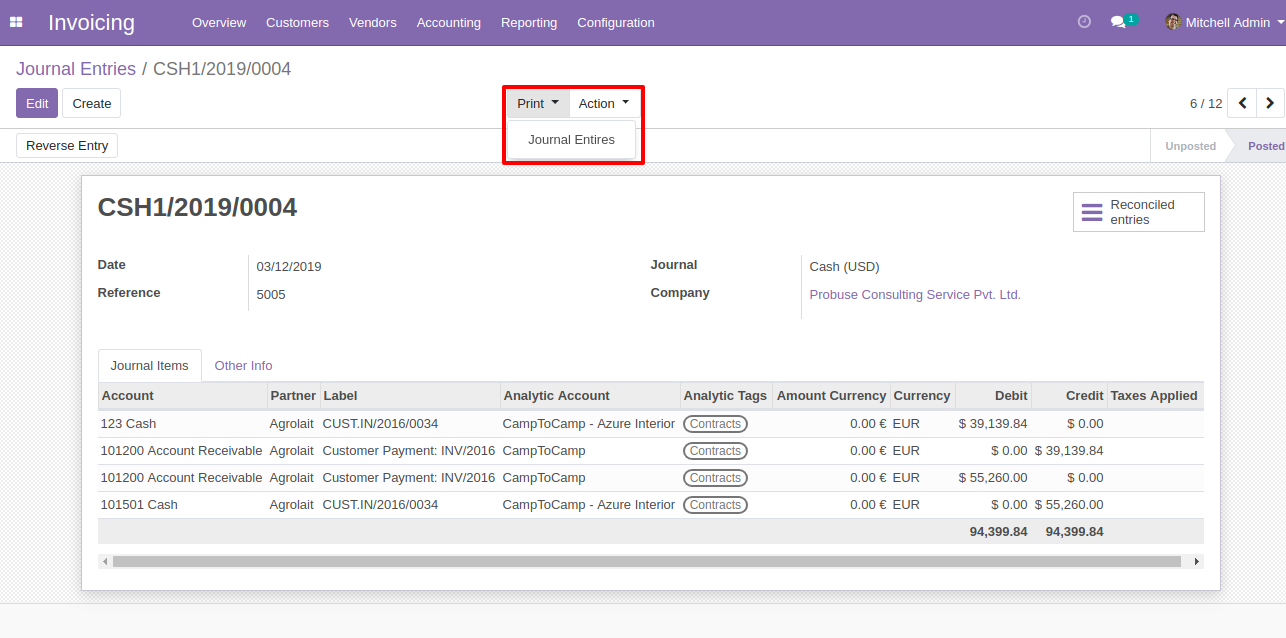 Invoicing Overview Customers Vendors Accounting Reporting Configuration 1 Mitchell Admin
Journal Entries / CSH1/2019/0004
Edit Create Print Action 6 / 12
Journal Entires
Reverse Entry Unposted Posted
CSH1/2019/0004
Reconciled
entries
Date 03/12/2019 Journal Cash (USD)
Reference 5005 Company Probuse Consulting Service Pvt. Ltd.
Journal Items Other Info
Account Partner Label Analytic Account Analytic Tags Amount Currency Currency Debit Credit Taxes Applied
123 Cash Agrolait CUST.IN/2016/0034 CampToCamp - Azure Interior Contracts 0.00 € EUR $ 39,139.84 $ 0.00
101200 Account Receivable Agrolait Customer Payment: INV/2016 CampToCamp Contracts 0.00 € EUR $ 0.00 $ 39,139.84
101200 Account Receivable Agrolait Customer Payment: INV/2016 CampToCamp Contracts 0.00 € EUR $ 55,260.00 $ 0.00
101501 Cash Agrolait CUST.IN/2016/0034 CampToCamp - Azure Interior Contracts 0.00 € EUR $ 0.00 $ 55,260.00
94,399.84 94,399.84